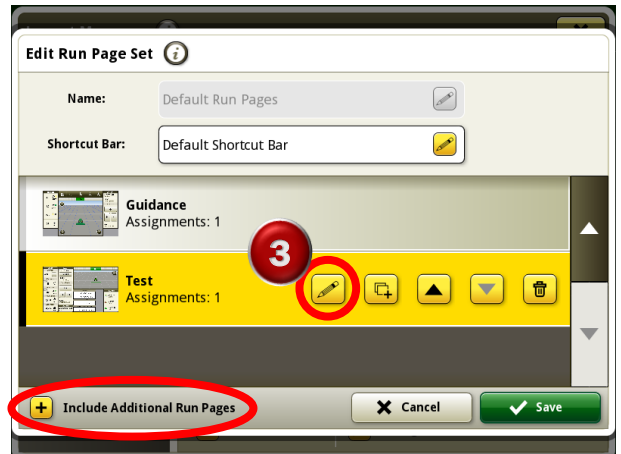 Edit Run Page Set i
Name: Default Run Pages
Shortcut Bar: Default Shortcut Bar
Guidance
Assignments: 1
3
Test
Assignments: 1
Include Additional Run Pages Cancel Save